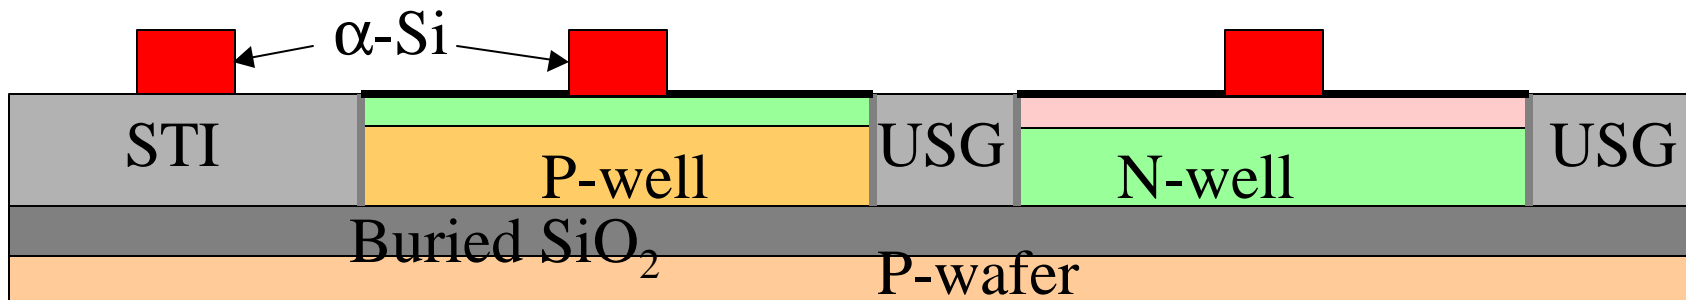 α-Si
STI
P-well
USG
N-well
USG
Buried SiO₂
P-wafer